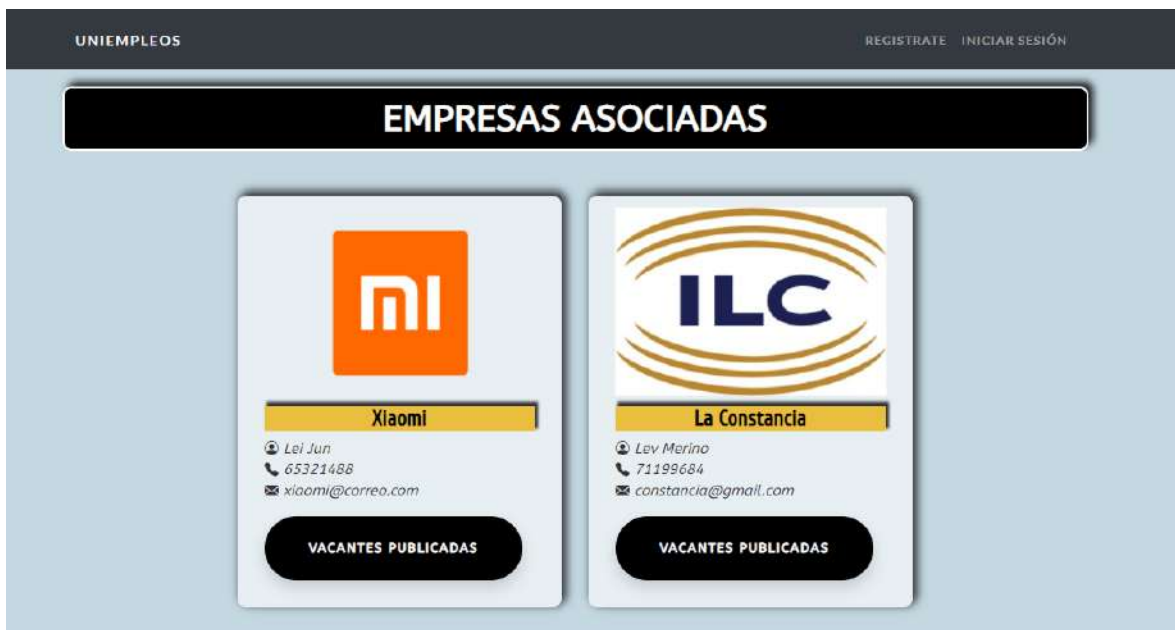 UNIEMPLEOS
REGISTRATE INICIAR SESIÓN
EMPRESAS ASOCIADAS
Xiaomi
Lei Jun
65321488
xiaomi@correo.com
VACANTES PUBLICADAS
ILC
La Constancia
Lev Merino
71199684
constancia@gmail.com
VACANTES PUBLICADAS